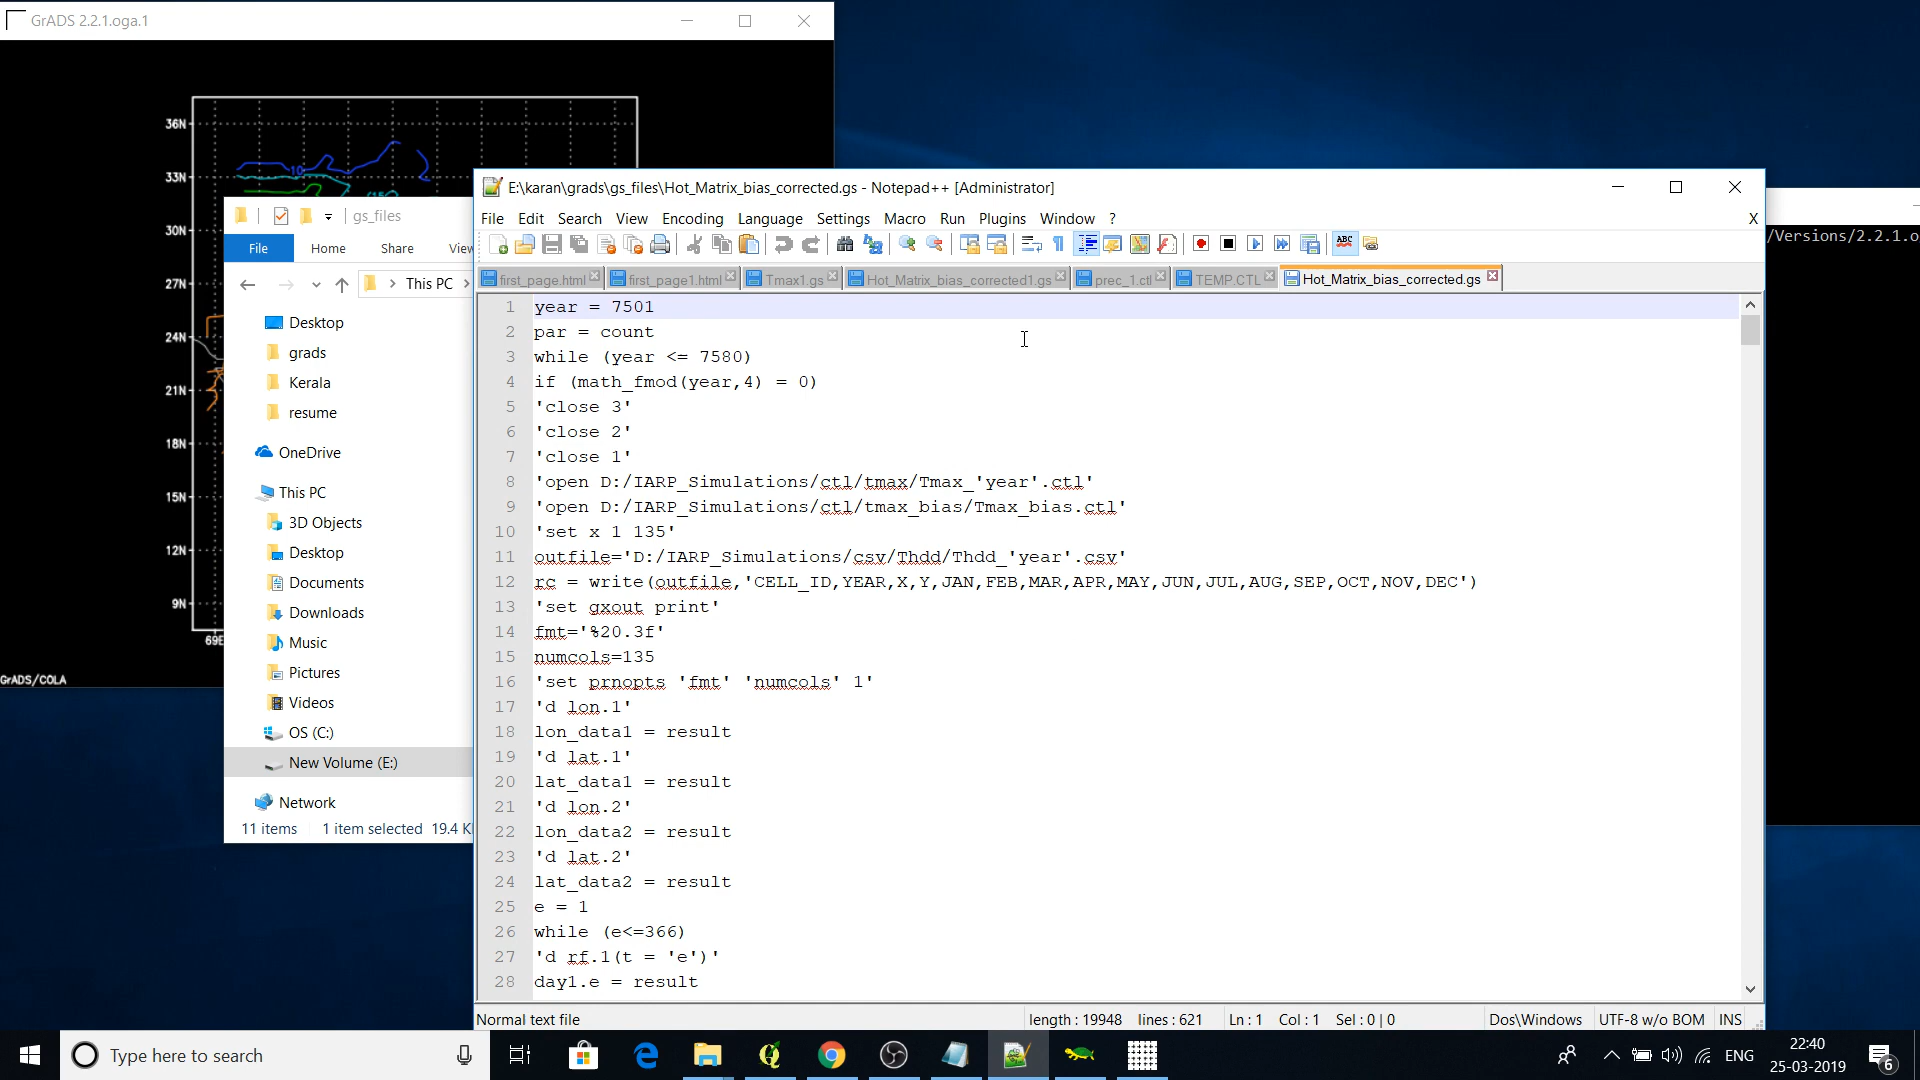 GrADS 2.2.1.oga.1
36N
33N
30N
27N
24N
21N
18N
15N
12N
9N
69E
10
GrADS/COLA
gs_files
File Home Share View
This PC
Desktop
grads
Kerala
resume
OneDrive
This PC
3D Objects
Desktop
Documents
Downloads
Music
Pictures
Videos
OS (C:)
New Volume (E:)
Network
11 items 1 item selected 19.4 K
E:\karan\grads\gs_files\Hot_Matrix_bias_corrected.gs - Notepad++ [Administrator]
File Edit Search View Encoding Language Settings Macro Run Plugins Window ? X
ABC
first_page.html first_page1.html Tmax1.gs Hot_Matrix_bias_corrected1.gs prec_1.ctl TEMP.CTL Hot_Matrix_bias_corrected.gs
1 year = 7501
2 par = count
3 while (year <= 7580)
4 if (math_fmod(year,4) = 0)
5 'close 3'
6 'close 2'
7 'close 1'
8 'open D:/IARP_Simulations/ctl/tmax/Tmax_'year'.ctl'
9 'open D:/IARP_Simulations/ctl/tmax_bias/Tmax_bias.ctl'
10 'set x 1 135'
11 outfile='D:/IARP_Simulations/csv/Thdd/Thdd_'year'.csv'
12 rc = write(outfile,'CELL_ID,YEAR,X,Y,JAN,FEB,MAR,APR,MAY,JUN,JUL,AUG,SEP,OCT,NOV,DEC')
13 'set gxout print'
14 fmt='%20.3f'
15 numcols=135
16 'set prnopts 'fmt' 'numcols' 1'
17 'd lon.1'
18 lon_data1 = result
19 'd lat.1'
20 lat_data1 = result
21 'd lon.2'
22 lon_data2 = result
23 'd lat.2'
24 lat_data2 = result
25 e = 1
26 while (e<=366)
27 'd rf.1(t = 'e')'
28 day1.e = result
Normal text file length : 19948 lines : 621 Ln : 1 Col : 1 Sel : 0 | 0 Dos\Windows UTF-8 w/o BOM INS
/Versions/2.2.1.o
Type here to search
ENG
22:40
25-03-2019
6